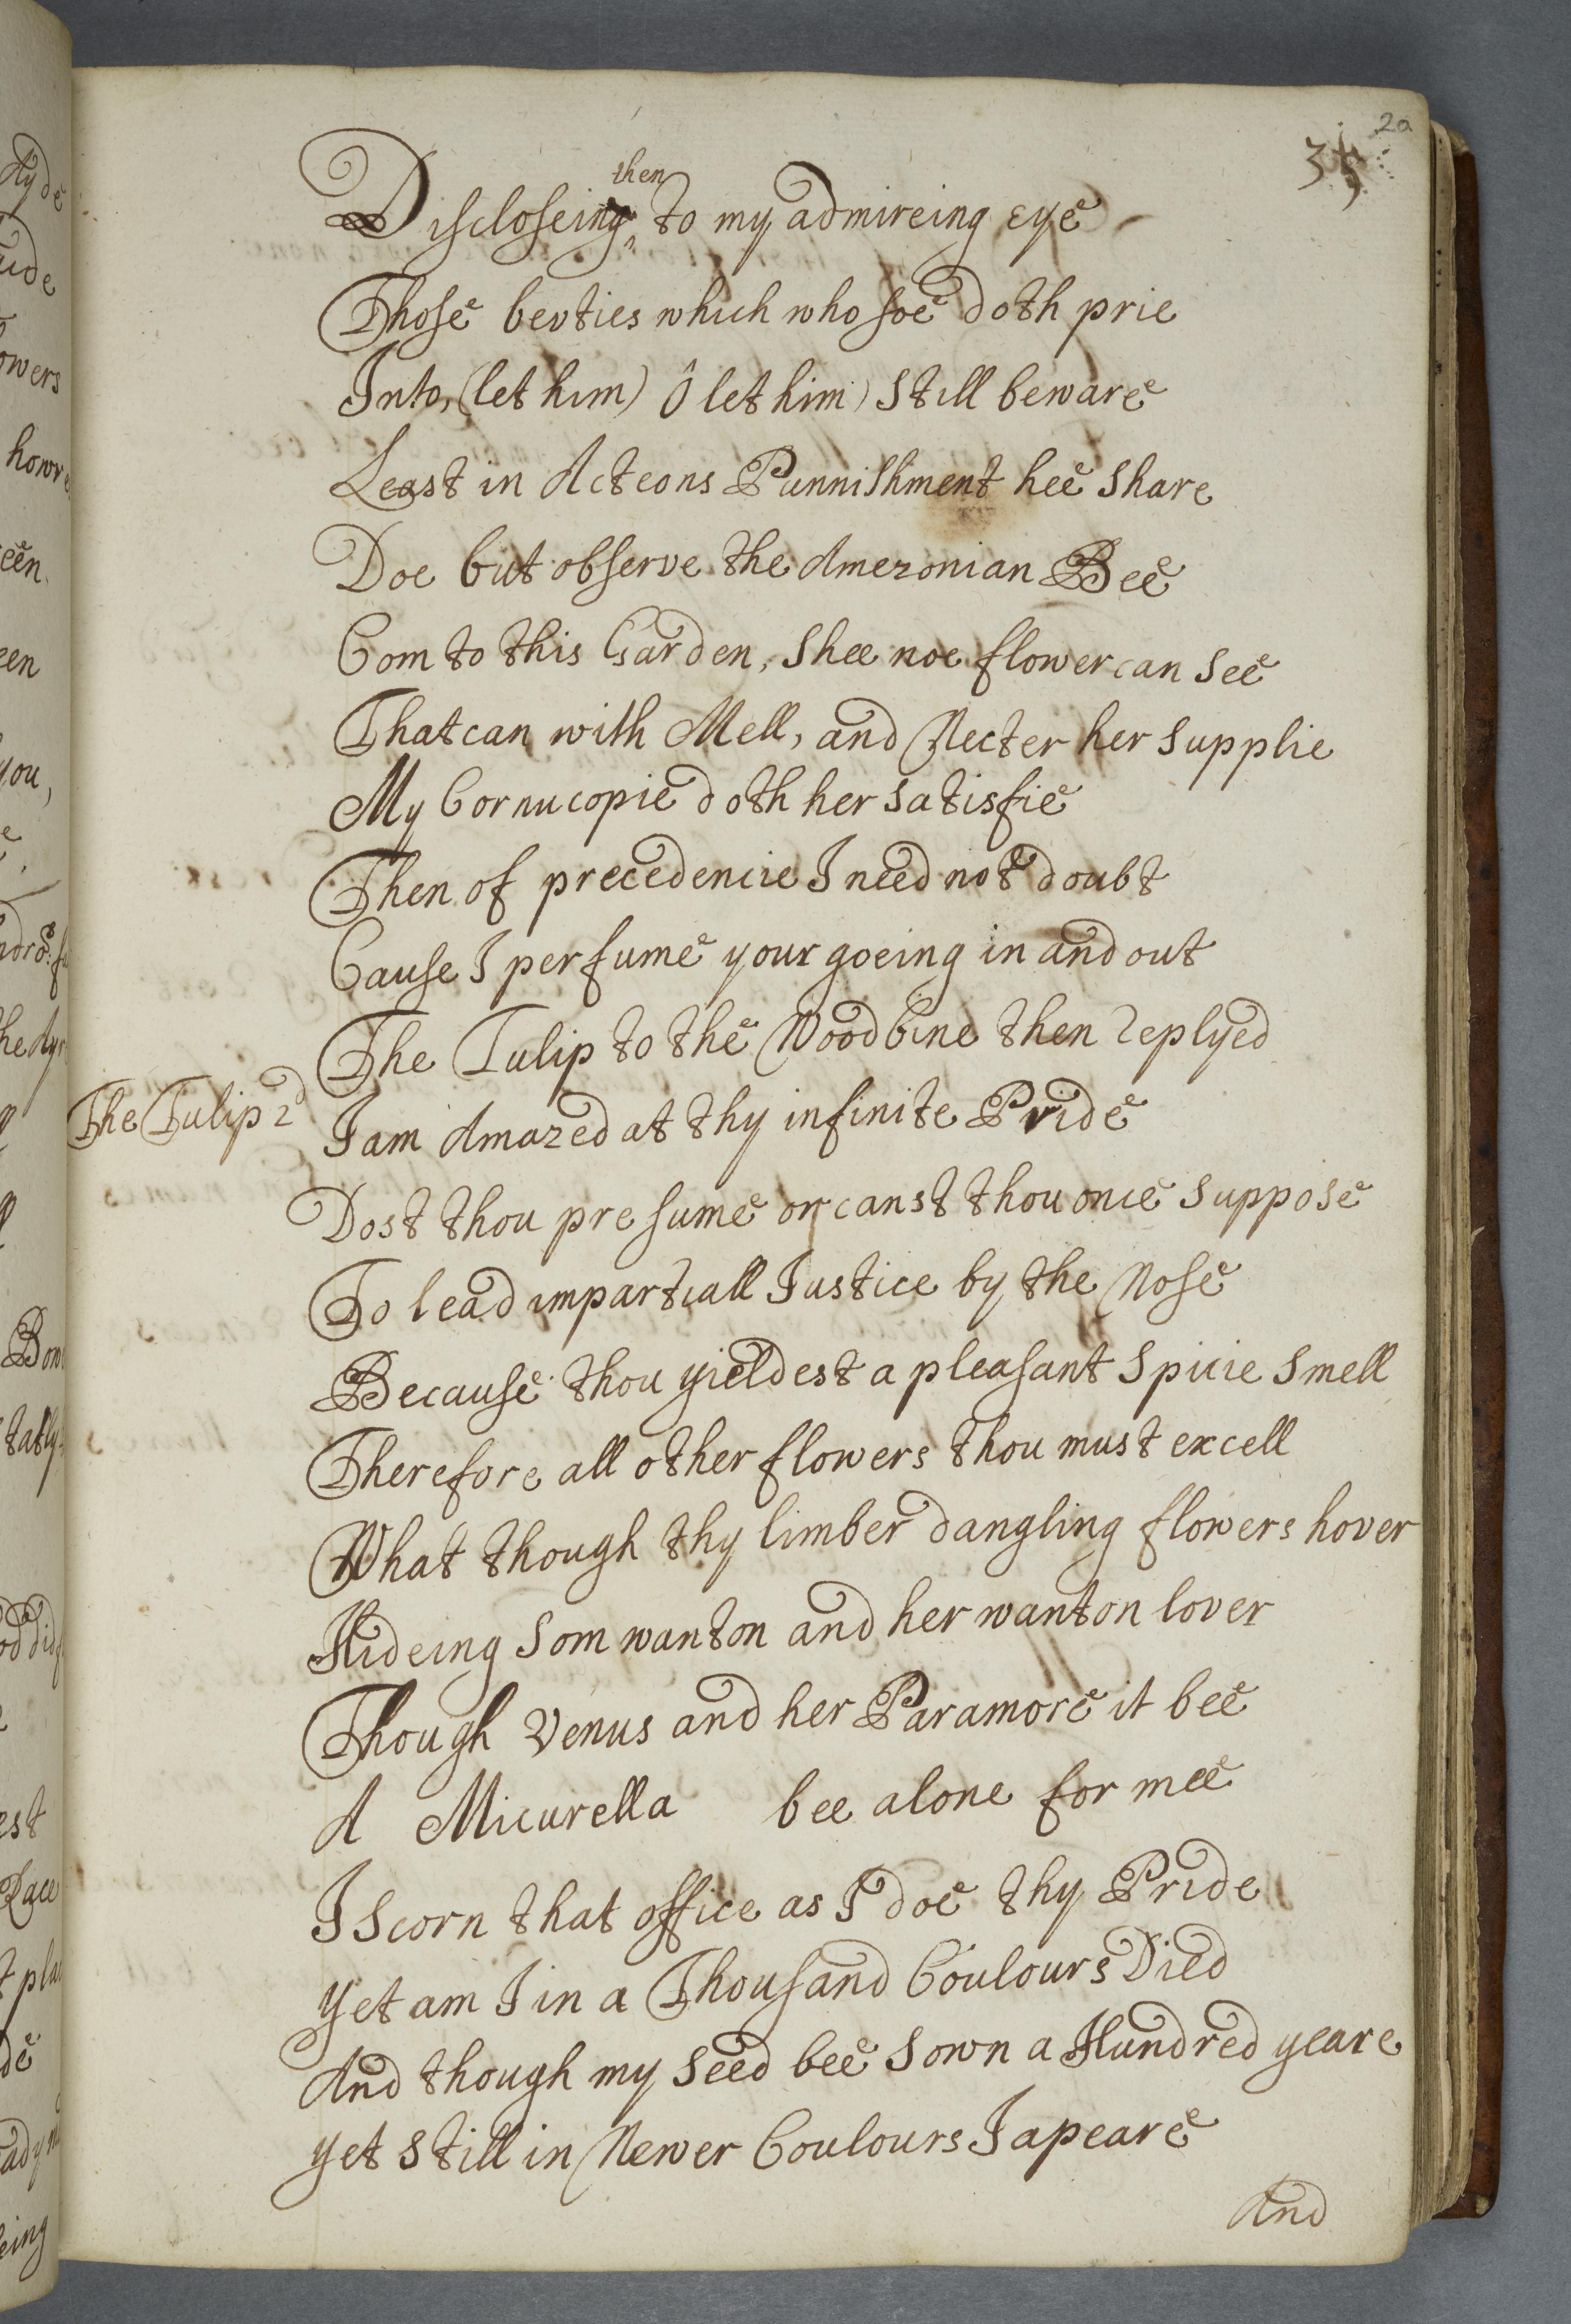 2a
35
then
Discloseing to my admireing eye
Those bevties which who soe doth prie
Into, (let him) ô let him) still beware
Least in Acteons Punnishment hee share
Doe but observe the Amezonian Bee
Com to this Garden, shee noe flower can see
That can with Mell, and Necter her supplie
My Cornucopie doth her satisfie
Then of precedencie I need not doubt
Cause I perfume your goeing in and out
The Tulip to the Woodbine then replyed
The Tulip 2d
I am Amazed at thy infinite Pride
Dost thou presume or canst thou once suppose
To lead impartiall Justice by the Nose
Because thou yieldest a pleasant spicie smell
Therefore all other flowers thou must excell
What though thy limber dangling flowers hover
Hideing som wanton and her wanton lover
Though Venus and her Paramore it bee
A Micurella bee alone for mee
I scorn that office as I doe thy Pride
Yet am I in a Thousand Coulours Died
And though my seed bee sown a Hundred yeare
Yet still in Newer Coulours I apeare
And